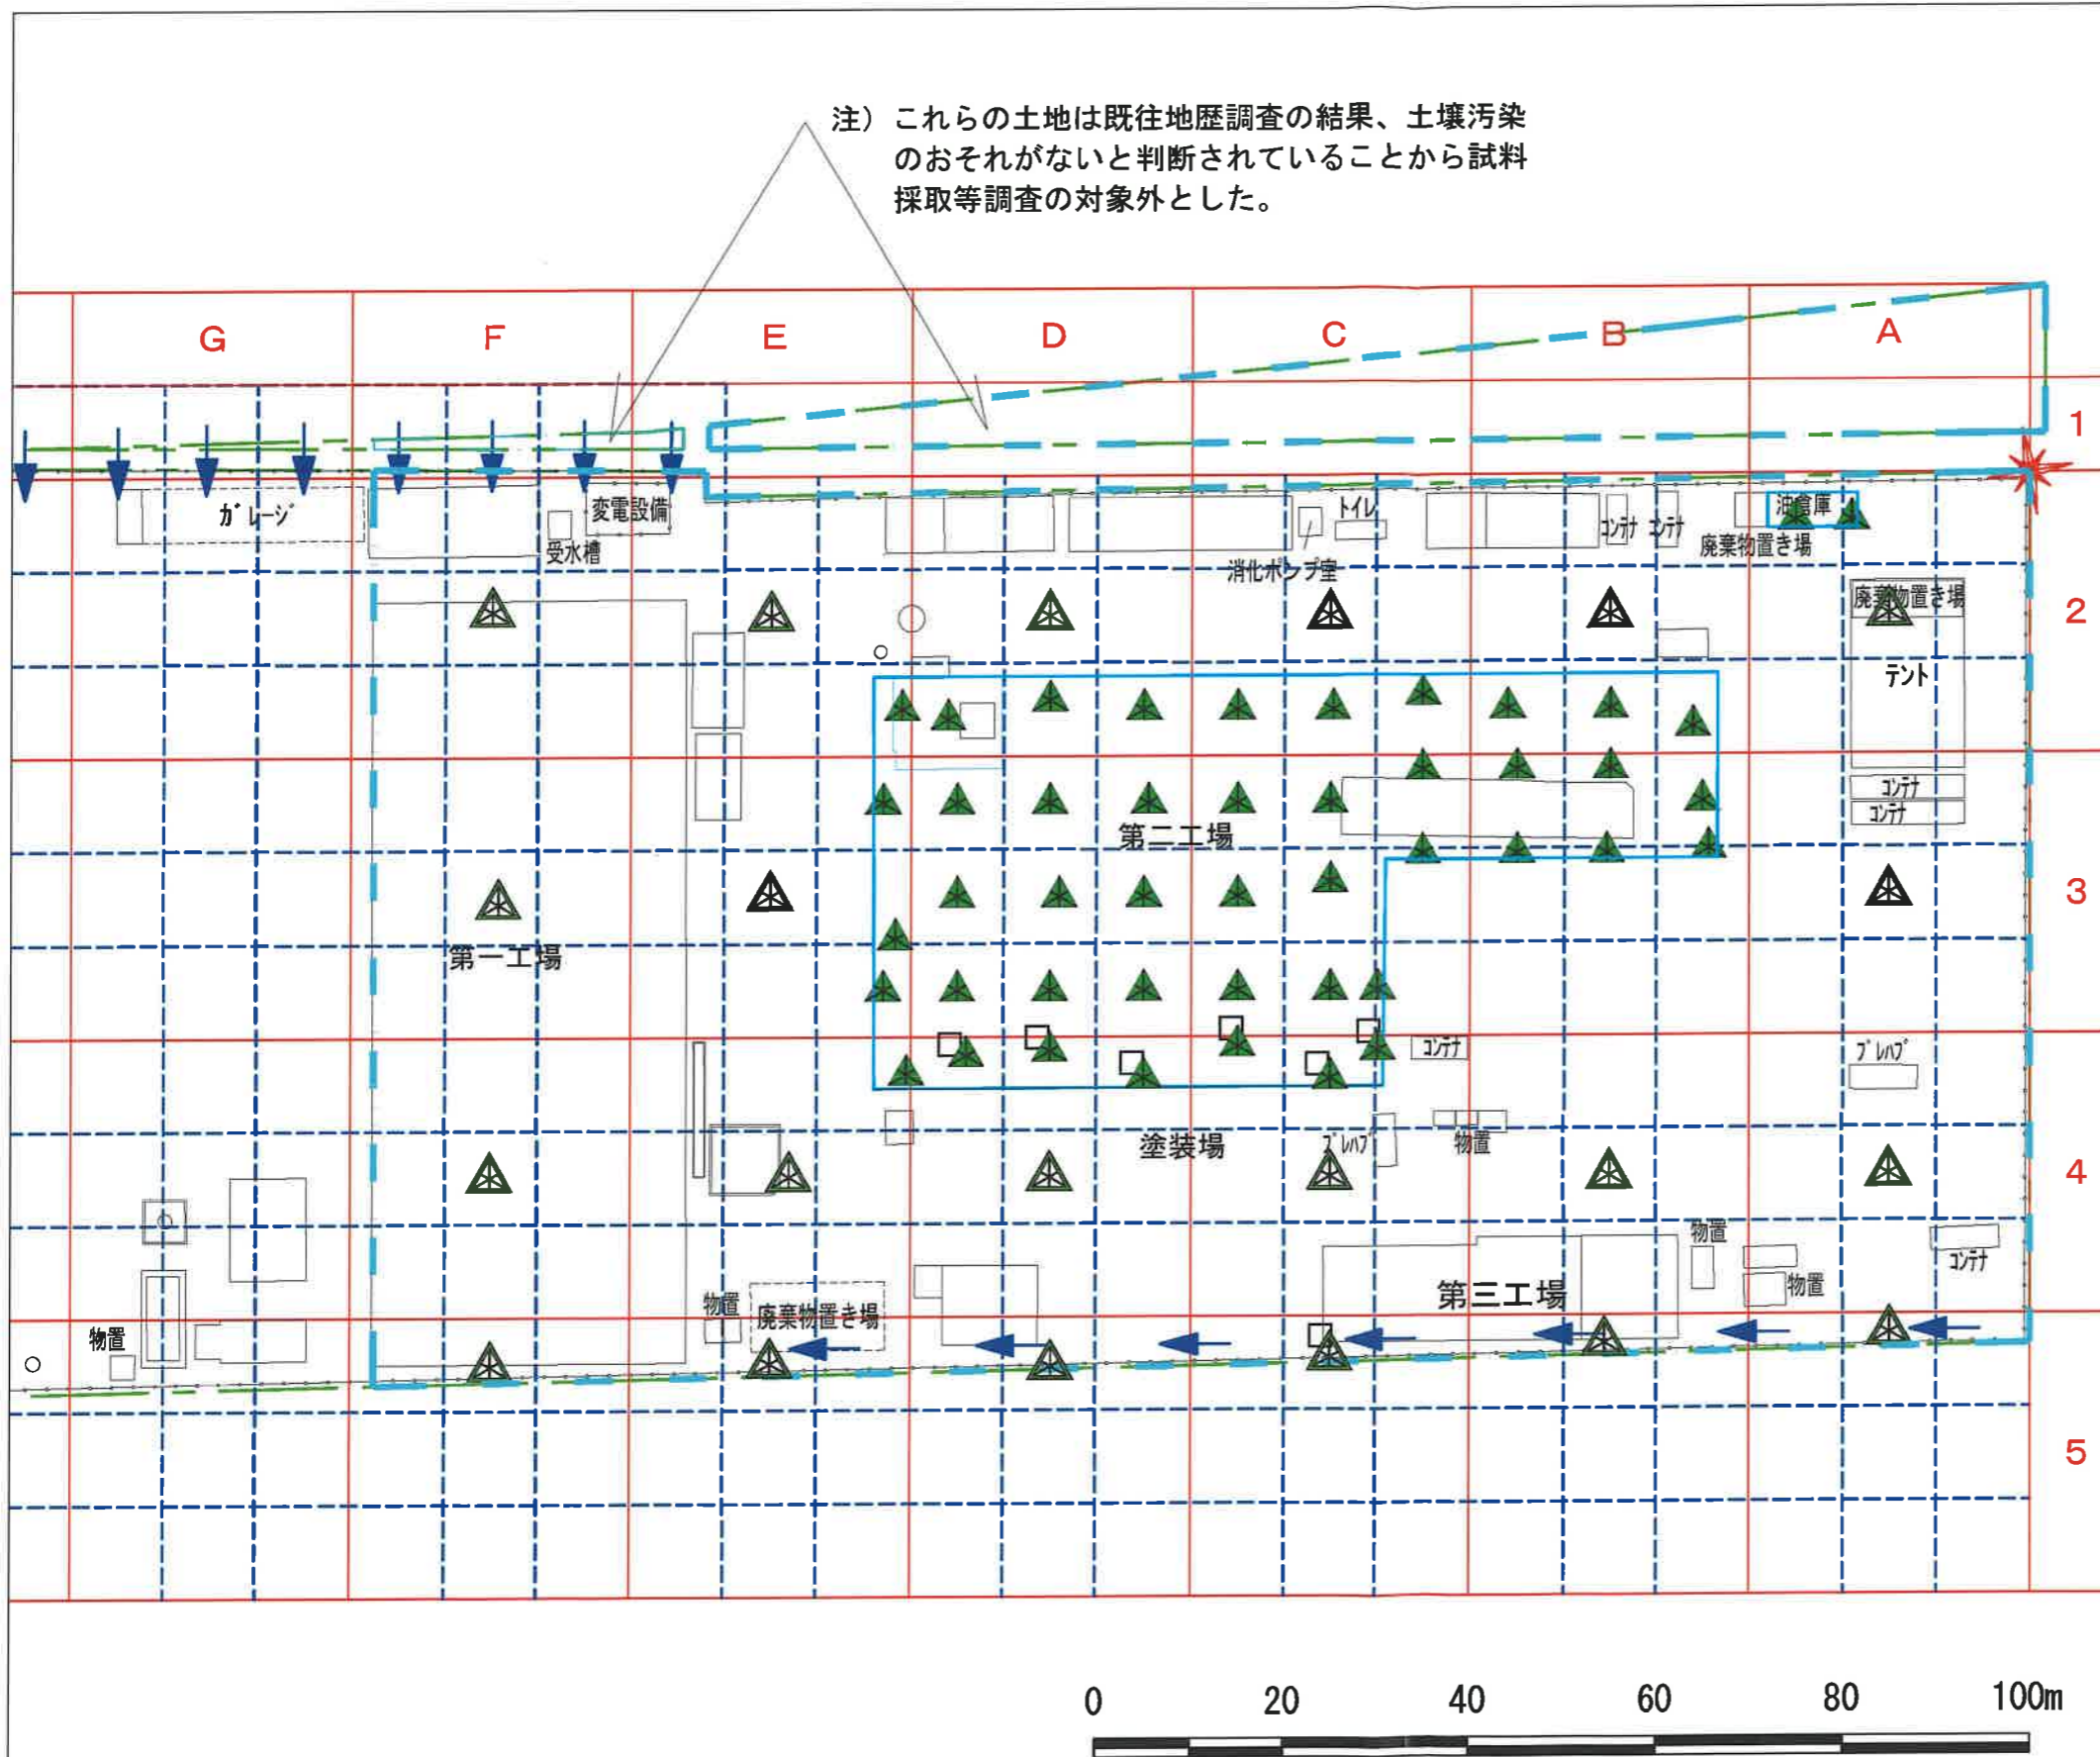 注) これらの土地は既往地歴調査の結果、土壌汚染
のおそれがないと判断されていることから試料
採取等調査の対象外とした。
G F E D C B A
1
ガレージ
変電設備
受水槽
トイレ
消化ポンプ室
コンテナ コンテナ
油倉庫
廃棄物置き場
廃棄物置き場
2
テント
コンテナ
コンテナ
第二工場
3
第一工場
コンテナ
プレハブ
塗装場
プレハブ
物置
4
物置
コンテナ
物置
第三工場
物置
廃棄物置き場
物置
5
0 20 40 60 80 100m